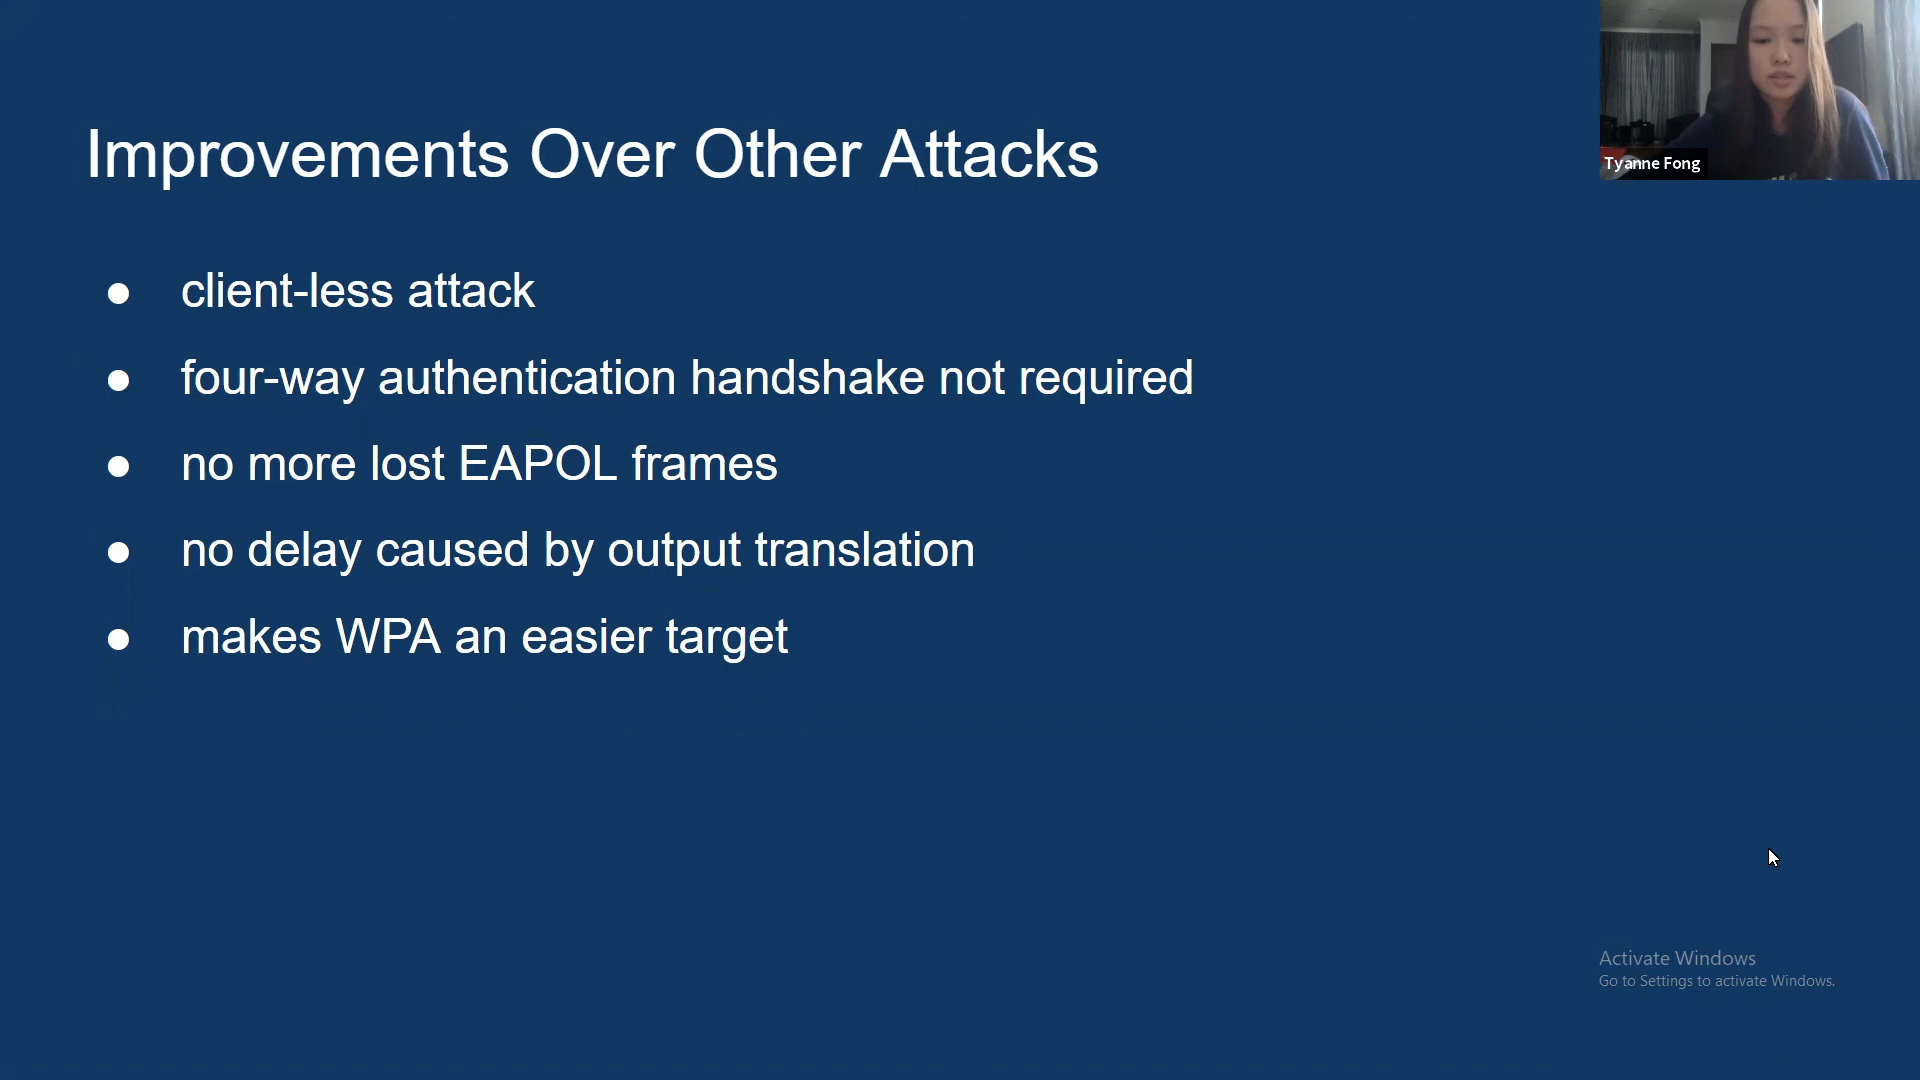 Improvements Over Other Attacks
● client-less attack
● four-way authentication handshake not required
● no more lost EAPOL frames
● no delay caused by output translation
● makes WPA an easier target
Tyanne Fong
Activate Windows
Go to Settings to activate Windows.